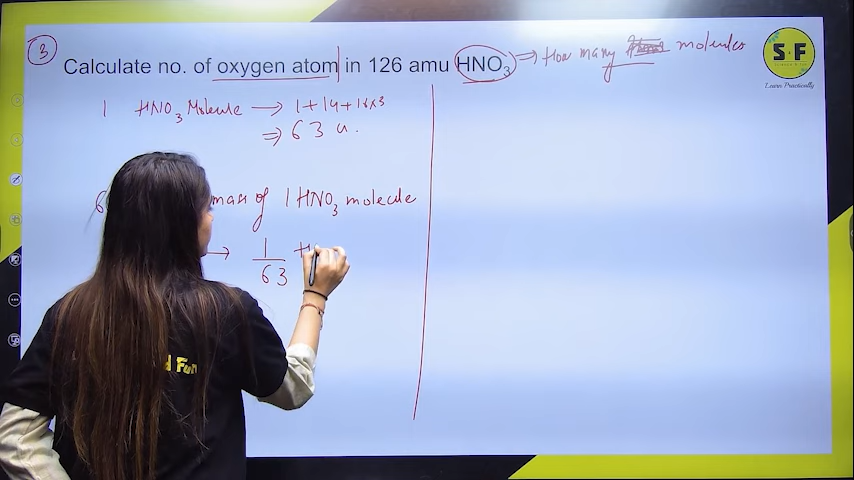 3
Calculate no. of oxygen atom in 126 amu HNO3 ⇒ How many molecules
S F
Learn Practically
1 HNO3 Molecule → 1+14+16×3
⇒ 63 u.
6 mass of 1 HNO3 molecule
→ 1/63 H
d Fun